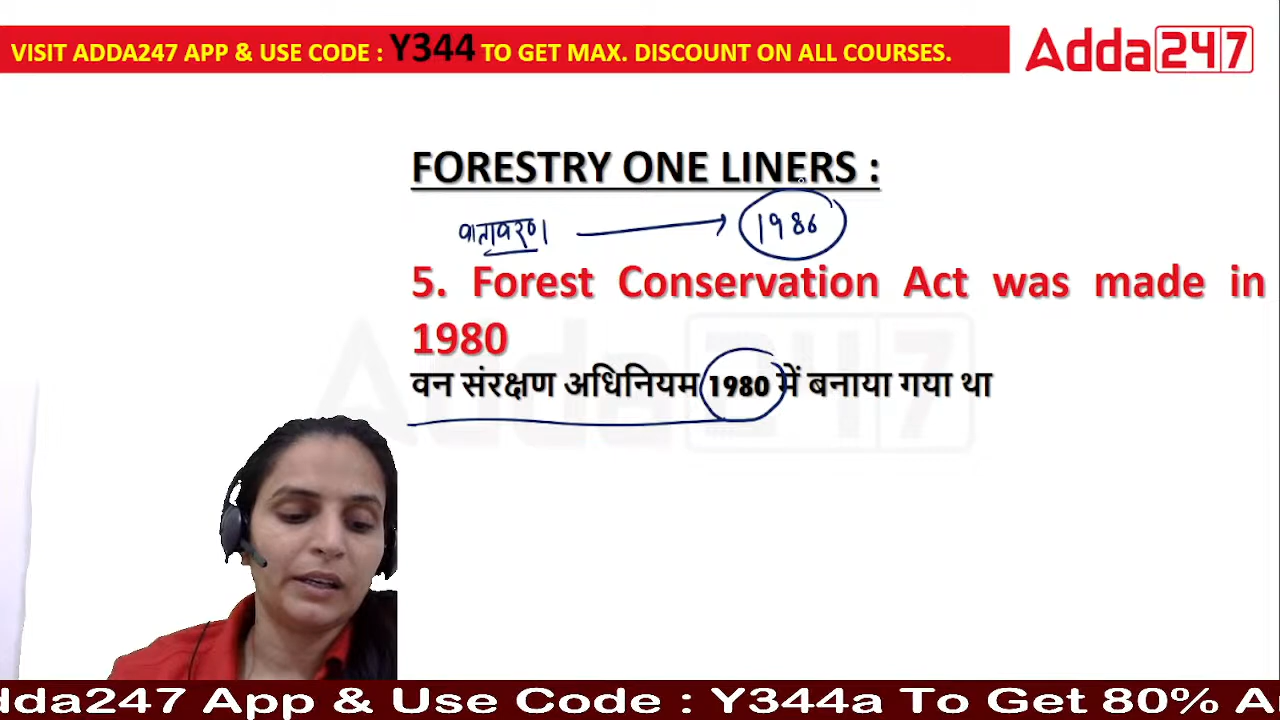 VISIT ADDA247 APP & USE CODE : Y344 TO GET MAX. DISCOUNT ON ALL COURSES.
Adda247
FORESTRY ONE LINERS :
वातावरण 1986
5. Forest Conservation Act was made in
1980
वन संरक्षण अधिनियम 1980 में बनाया गया था
Adda247
dda247 App & Use Code : Y344a To Get 80% A